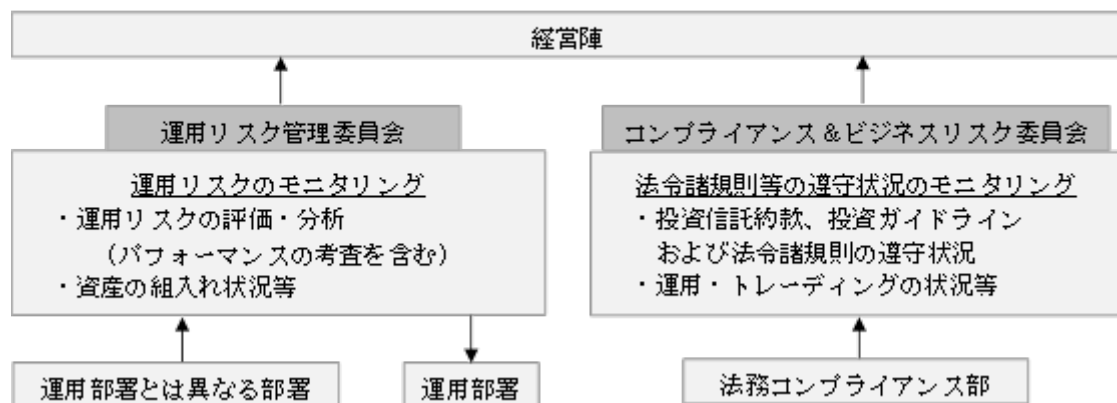 経営陣
運用リスク管理委員会
運用リスクのモニタリング
・運用リスクの評価・分析
（パフォーマンスの考査を含む）
・資産の組入れ状況等
運用部署とは異なる部署
運用部署
コンプライアンス＆ビジネスリスク委員会
法令諸規則等の遵守状況のモニタリング
・投資信託約款、投資ガイドライン
および法令諸規則の遵守状況
・運用・トレーディングの状況等
法務コンプライアンス部